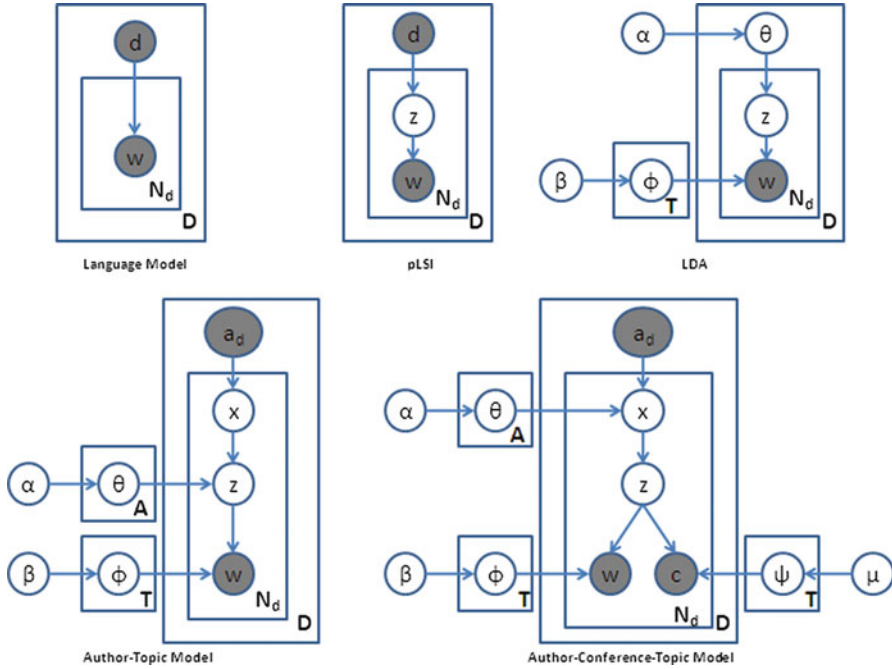 d
w
N_d
D
Language Model
d
z
w
N_d
D
pLSI
α
θ
z
β
ϕ
T
w
N_d
D
LDA
a_d
x
α
θ
A
z
β
ϕ
T
w
N_d
D
Author-Topic Model
a_d
α
θ
A
x
z
β
ϕ
T
w
c
N_d
D
ψ
T
μ
Author-Conference-Topic Model